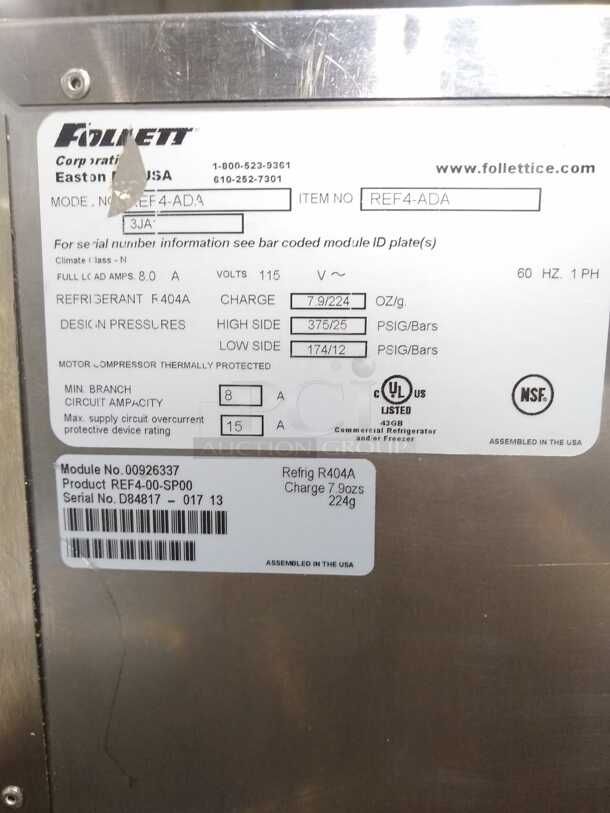 FOLLETT
1-800-523-9361
Easton USA 610-252-7301
www.follettice.com
REF4-ADA ITEM NO REF4-ADA
3JA
For serial number information see bar coded module ID plate(s)
Climate Class - N
FULL LOAD AMPS. 8.0 A VOLTS 115 V ~ 60 HZ. 1 PH
REFRIGERANT R404A CHARGE 7.9/224 OZ/g.
DESIGN PRESSURES HIGH SIDE 375/25 PSIG/Bars
LOW SIDE 174/12 PSIG/Bars
MOTOR COMPRESSOR THERMALLY PROTECTED
MIN. BRANCH
CIRCUIT AMPACITY 8 A
Max. supply circuit overcurrent
protective device rating 15 A
C UL US
LISTED
43GB
Commercial Refrigerator
and/or Freezer
NSF
ASSEMBLED IN THE USA
PCI
AUCTION GROUP
Module No. 00926337
Product REF4-00-SP00
Serial No. D84817 - 017 13
Refrig R404A
Charge 7.9ozs
224g
ASSEMBLED IN THE USA